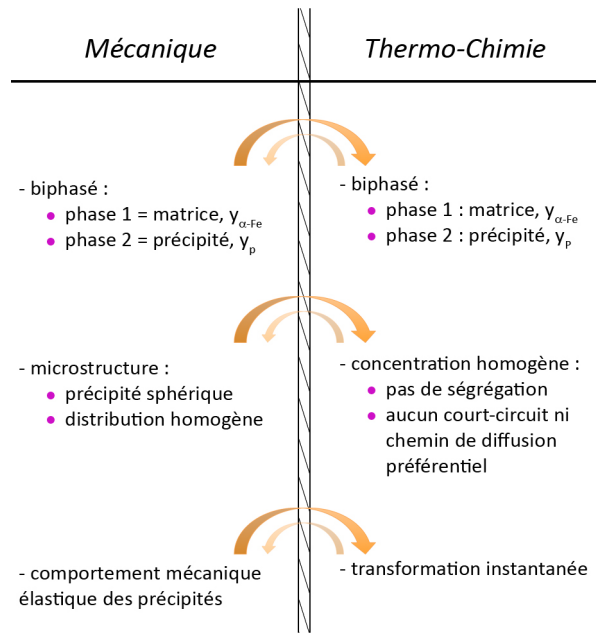 Mécanique
- biphasé :
• phase 1 = matrice, yα-Fe
• phase 2 = précipité, yp
- microstructure :
• précipité sphérique
• distribution homogène
- comportement mécanique
élastique des précipités
Thermo-Chimie
- biphasé :
• phase 1 : matrice, yα-Fe
• phase 2 : précipité, yP
- concentration homogène :
• pas de ségrégation
• aucun court-circuit ni
chemin de diffusion
préférentiel
- transformation instantanée